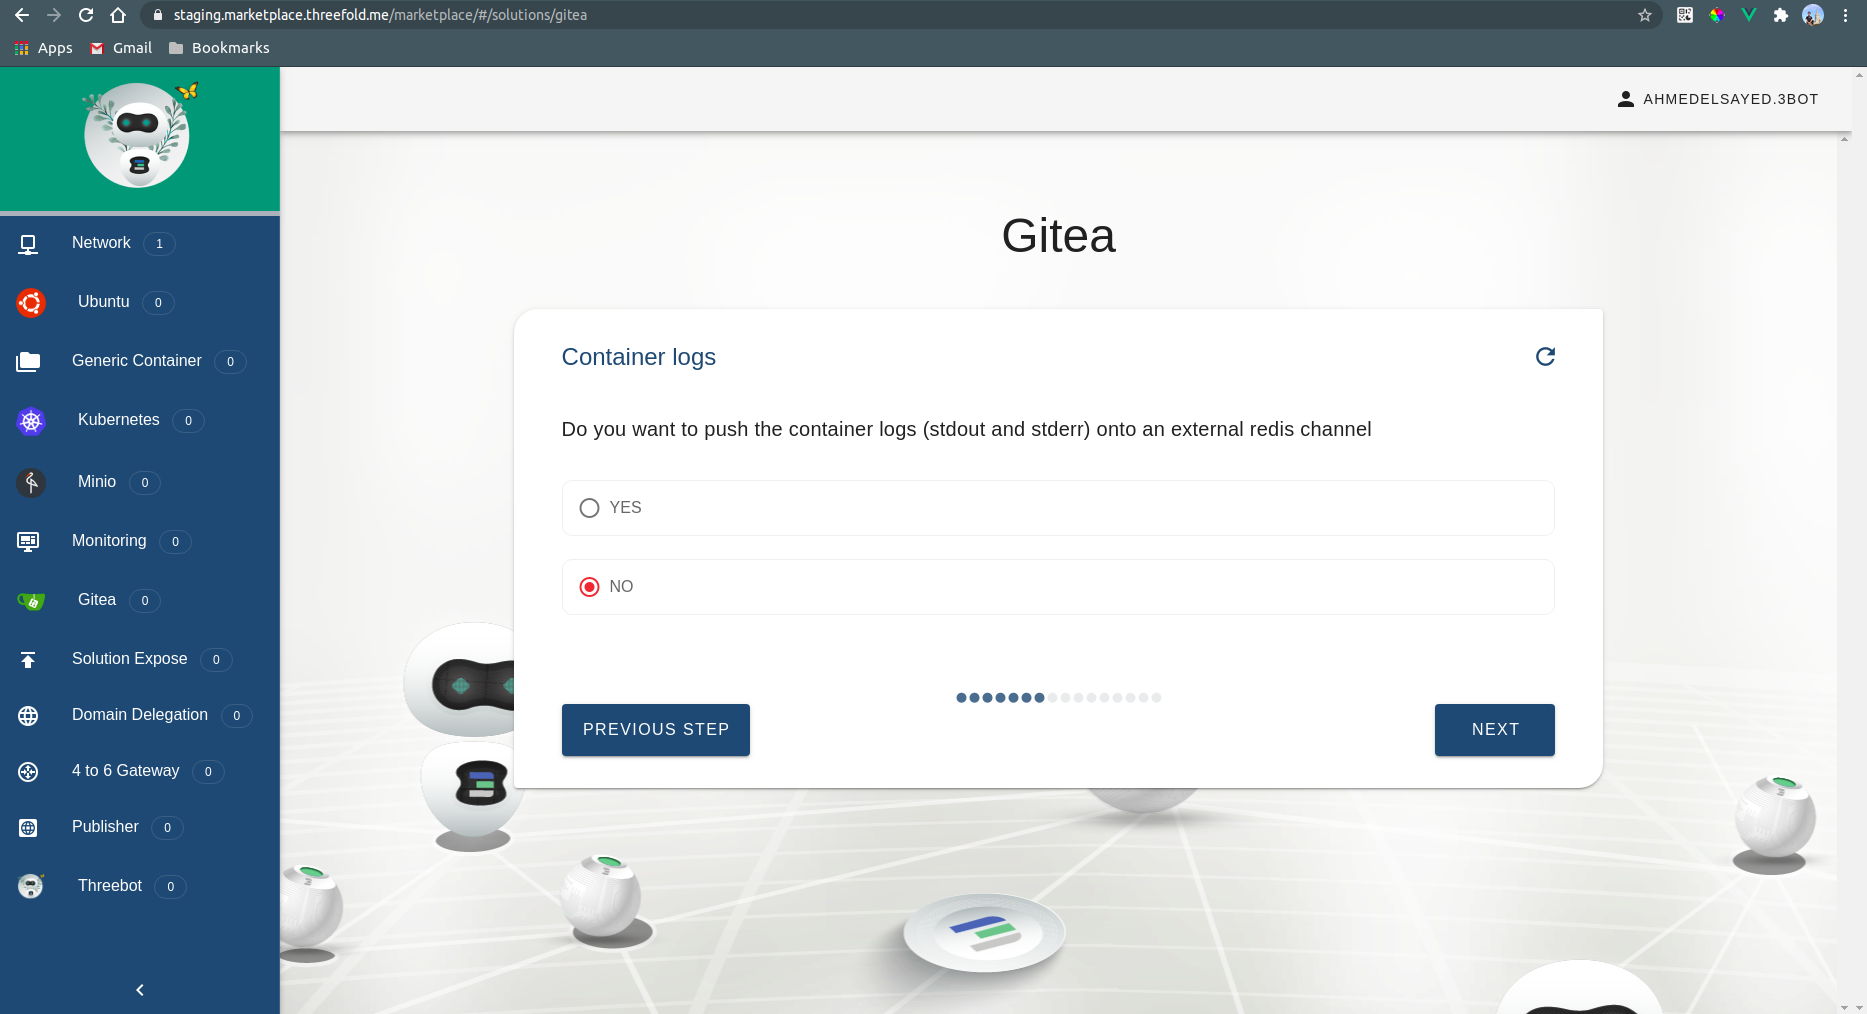 staging.marketplace.threefold.me/marketplace/#/solutions/gitea
Apps
Gmail
Bookmarks
AHMEDELSAYED.3BOT
Network 1
Ubuntu 0
Generic Container 0
Kubernetes 0
Minio 0
Monitoring 0
Gitea 0
Solution Expose 0
Domain Delegation 0
4 to 6 Gateway 0
Publisher 0
Threebot 0
Gitea
Container logs
Do you want to push the container logs (stdout and stderr) onto an external redis channel
YES
NO
PREVIOUS STEP
NEXT